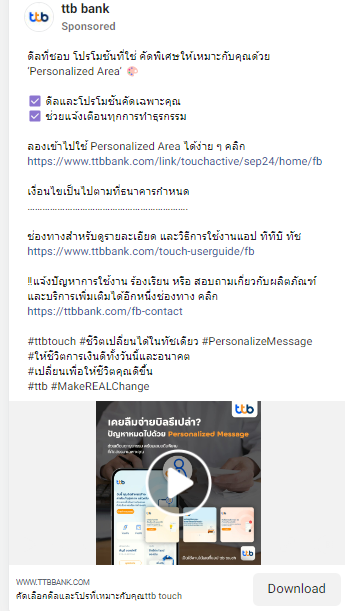 ttb bank
Sponsored
ดีลที่ชอบ โปรโมชันที่ใช่ คัดพิเศษให้เหมาะกับคุณด้วย
'Personalized Area'
ดีลและโปรโมชันคัดเฉพาะคุณ
ช่วยแจ้งเตือนทุกการทำธุรกรรม
ลองเข้าไปใช้ Personalized Area ได้ง่าย ๆ คลิก
https://www.ttbbank.com/link/touchactive/sep24/home/fb
เงื่อนไขเป็นไปตามที่ธนาคารกำหนด
...............................................................
ช่องทางสำหรับดูรายละเอียด และวิธีการใช้งานแอป ทีทีบี ทัช
https://www.ttbbank.com/touch-userguide/fb
‼️แจ้งปัญหาการใช้งาน ร้องเรียน หรือ สอบถามเกี่ยวกับผลิตภัณฑ์
และบริการเพิ่มเติมได้อีกหนึ่งช่องทาง คลิก
https://ttbbank.com/fb-contact
#ttbtouch #ชีวิตเปลี่ยนได้ในทัชเดียว #PersonalizeMessage
#ให้ชีวิตการเงินดีทั้งวันนี้และอนาคต
#เปลี่ยนเพื่อให้ชีวิตคุณดีขึ้น
#ttb #MakeREALChange
ttb
เคยลืมจ่ายบิลรึเปล่า?
ปัญหาหมดไปด้วย Personalized Message
ttb
ttb
WWW.TTBBANK.COM
คัดเลือกดีลและโปรที่เหมาะกับคุณttb touch
Download